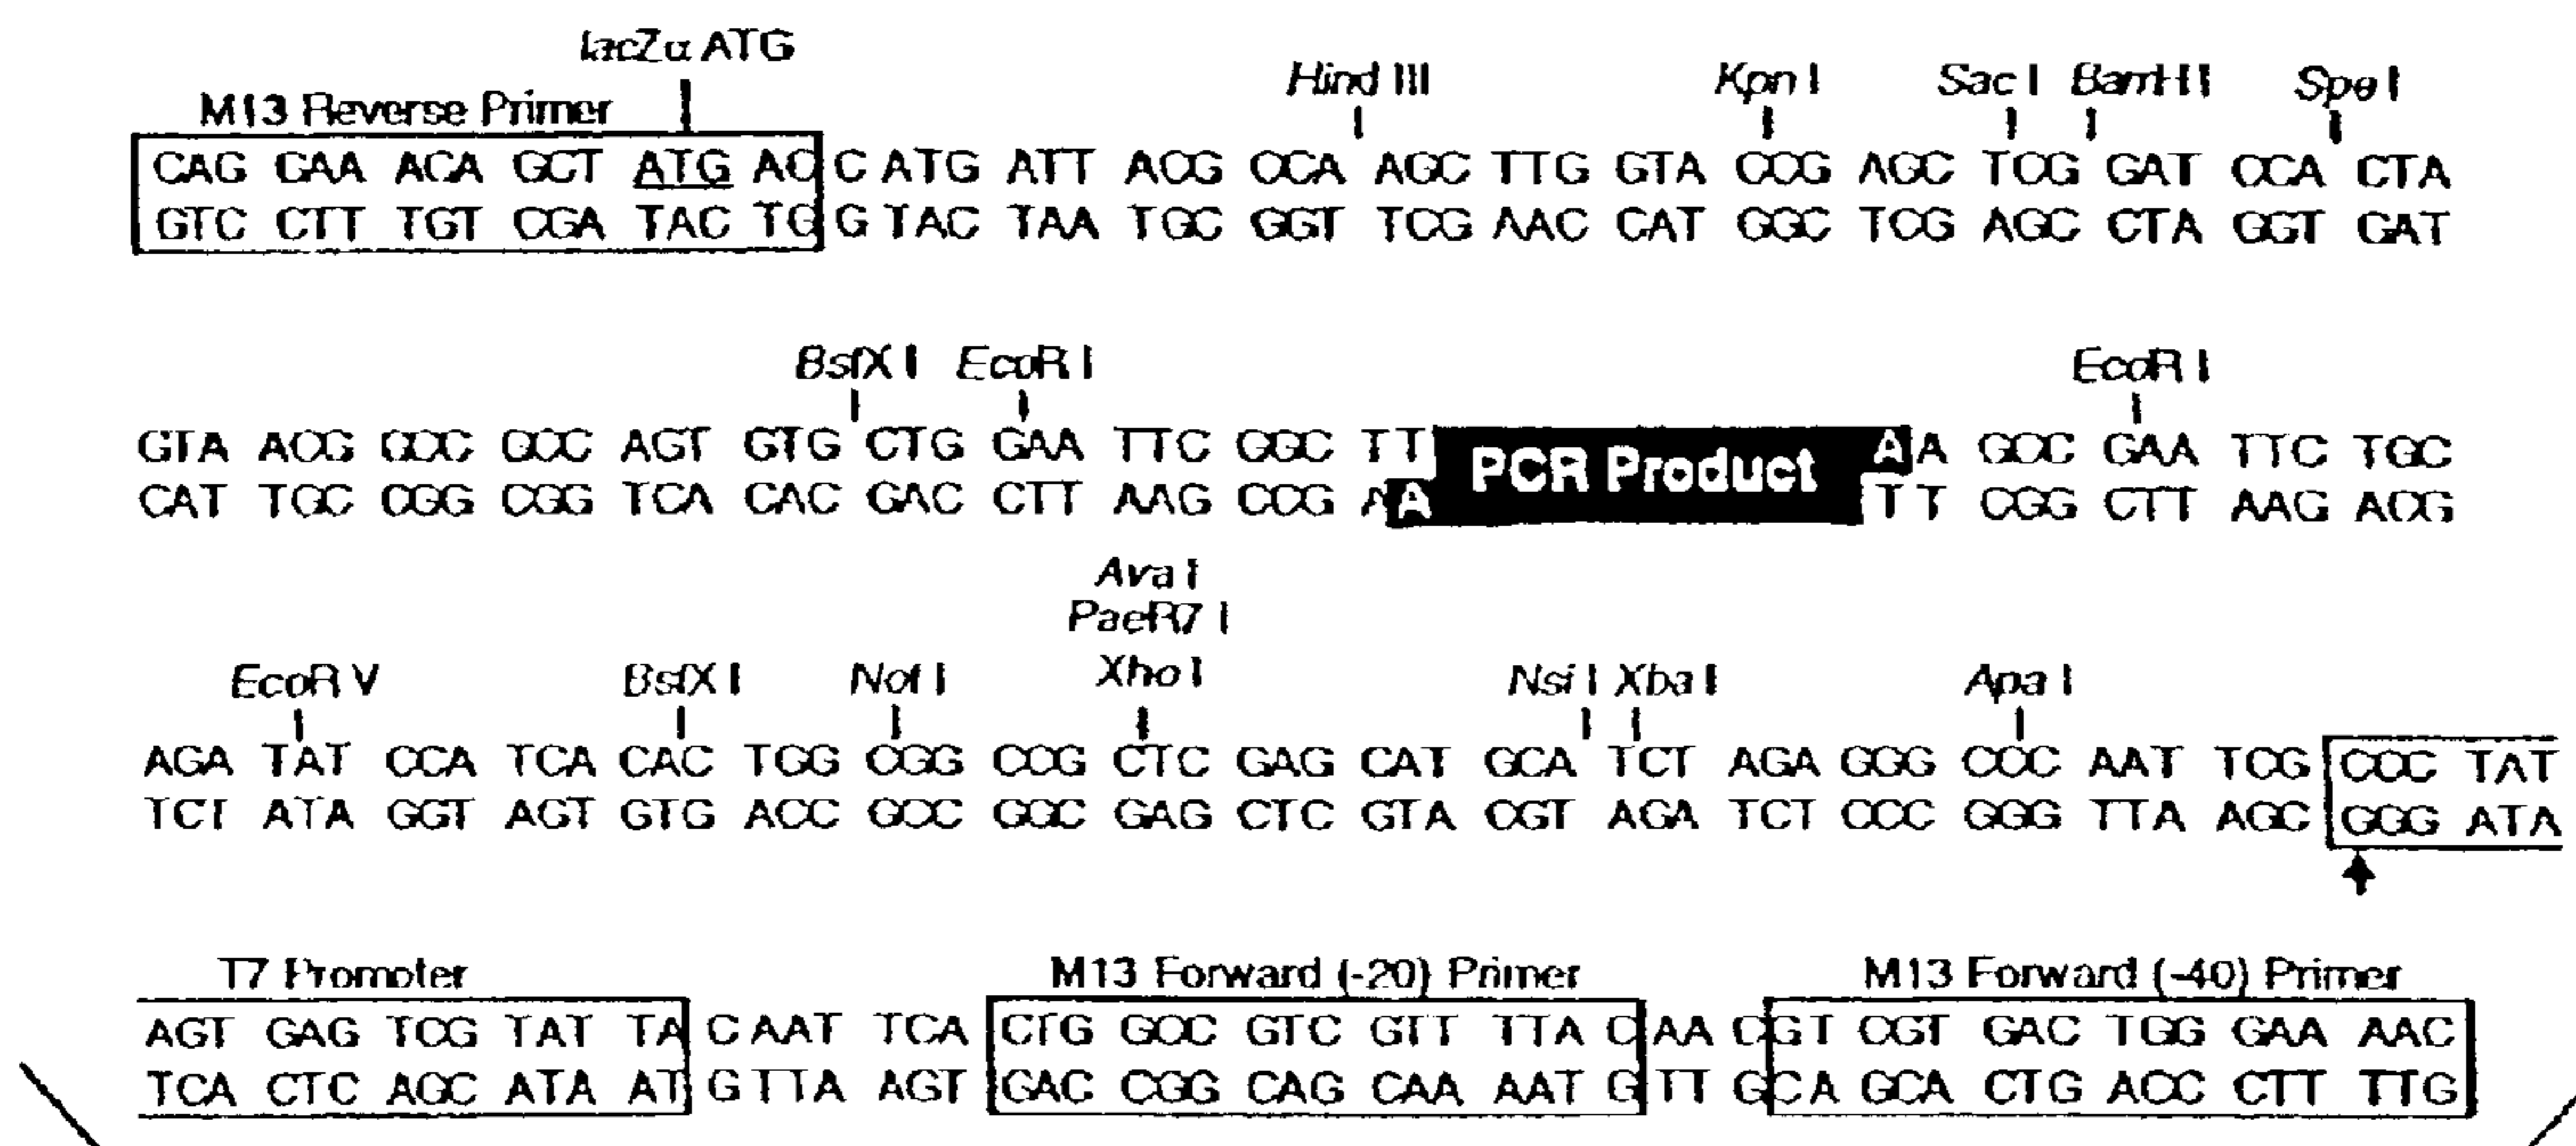 lacZα ATG
M13 Reverse Primer Hind III Kpn I Sac I BamH I Spe I
CAG GAA ACA GCT ATG AC C ATG ATT ACG CCA AGC TTG GTA CCG AGC TCG GAT CCA CTA
GTC CTT TGT CGA TAC TG G TAC TAA TGC GGT TCG AAC CAT GGC TCG AGC CTA GGT GAT
BstX I EcoR I EcoR I
GTA ACG GCC GCC AGT GTG CTG GAA TTC GGC TT PCR Product A A GCC GAA TTC TGC
CAT TGC CGG CGG TCA CAC GAC CTT AAG CCG A A T T CGG CTT AAG ACG
Ava I
PaeR7 I
EcoR V BstX I Not I Xho I Nsi I Xba I Apa I
AGA TAT CCA TCA CAC TGG CGG CCG CTC GAG CAT GCA TCT AGA GGG CCC AAT TCG CCC TAT
TCT ATA GGT AGT GTG ACC GCC GGC GAG CTC GTA CGT AGA TCT CCC GGG TTA AGC GGG ATA
T7 Promoter M13 Forward (-20) Primer M13 Forward (-40) Primer
AGT GAG TCG TAT TA C AAT TCA CTG GCC GTC GTT TTA C AA C GT CGT GAC TGG GAA AAC
TCA CTC AGC ATA AT G TTA AGT GAC CGG CAG CAA AAT G TT G CA GCA CTG ACC CTT TTG